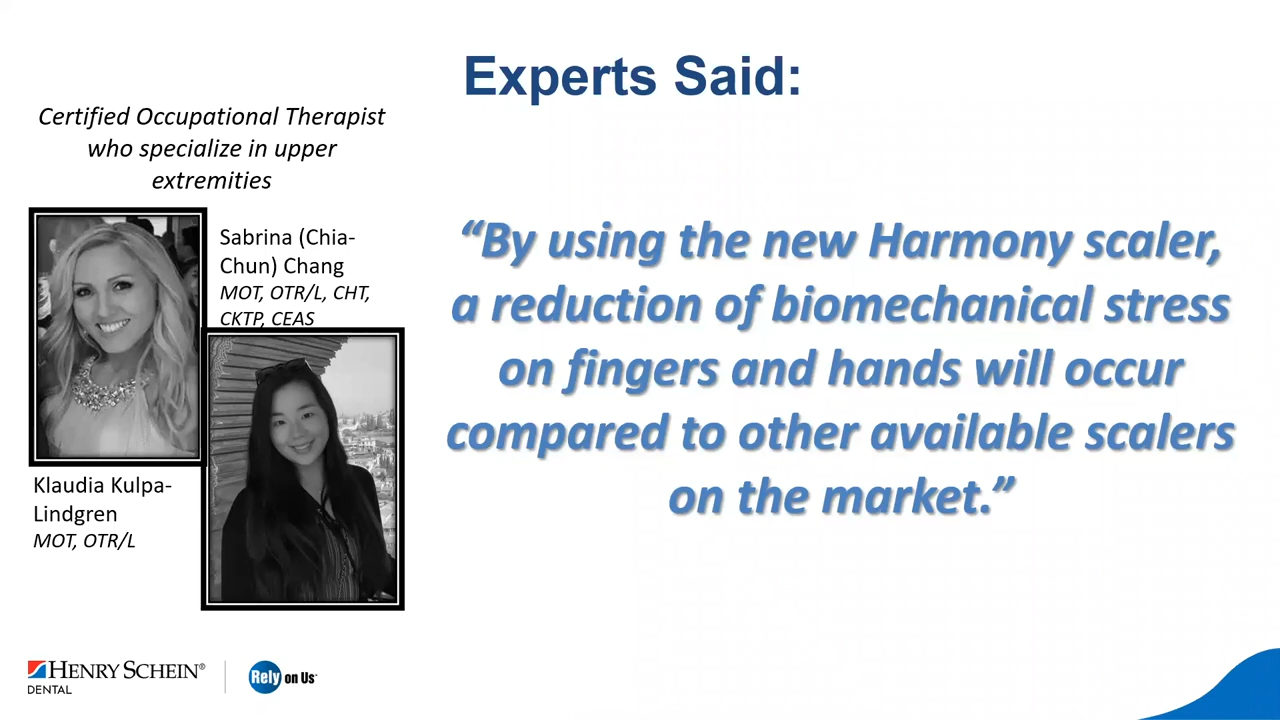 Experts Said:
Certified Occupational Therapist
who specialize in upper
extremities
Sabrina (Chia-
Chun) Chang
MOT, OTR/L, CHT,
CKTP, CEAS
Klaudia Kulpa-
Lindgren
MOT, OTR/L
“By using the new Harmony scaler,
a reduction of biomechanical stress
on fingers and hands will occur
compared to other available scalers
on the market.”
HENRY SCHEIN®
DENTAL
Rely on Us®